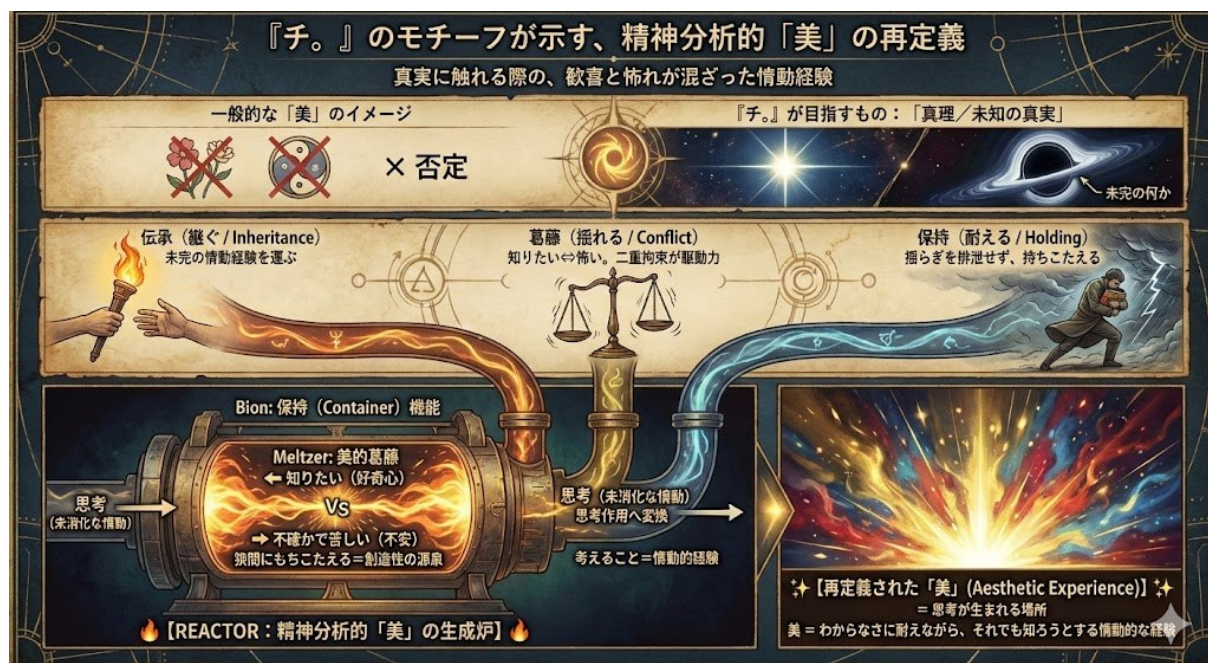 『チ。』のモチーフが示す、精神分析的「美」の再定義
真実に触れる際の、歓喜と怖れが混ざった情動経験
一般的な「美」のイメージ
× 否定
『チ。』が目指すもの：「真理／未知の真実」
未完の何か
伝承（継ぐ / Inheritance）
未完の情動経験を運ぶ
葛藤（揺れる / Conflict）
知りたい⇔怖い。二重拘束が駆動力
保持（耐える / Holding）
揺らぎを排泄せず、持ちこたえる
Bion: 保持（Container）機能
Meltzer: 美的葛藤
← 知りたい（好奇心）
Vs
→ 不確かで苦しい（不安）
狭間にもちこたえる＝創造性の源泉
思考
（未消化な情動）
思考（未消化な情動）
思考作用へ変換
考えること＝情動的経験
🔥【REACTOR：精神分析的「美」の生成炉】🔥
✨【再定義された「美」(Aesthetic Experience)】✨
＝ 思考が生まれる場所
美 ＝ わからなさに耐えながら、それでも知ろうとする情動的な経験